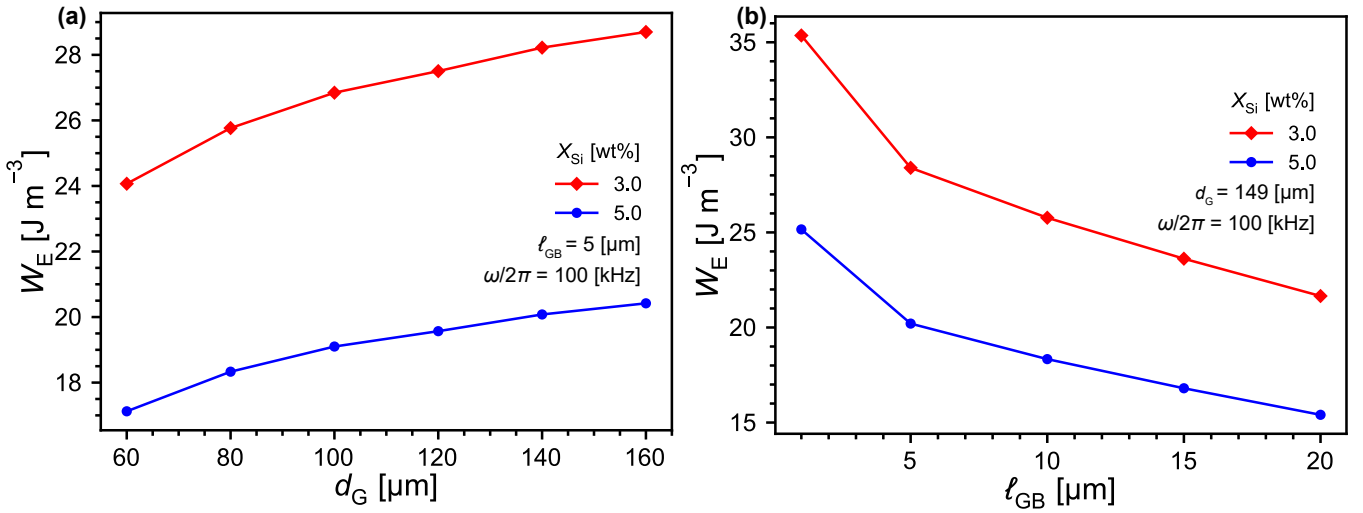 (a)
28
26
24
22
20
18
W_E [J m⁻³]
X_Si [wt%]
3.0
5.0
ℓ_GB = 5 [µm]
ω/2π = 100 [kHz]
60 80 100 120 140 160
d_G [µm]
(b)
35
30
25
20
15
W_E [J m⁻³]
X_Si [wt%]
3.0
5.0
d_G = 149 [µm]
ω/2π = 100 [kHz]
5 10 15 20
ℓ_GB [µm]